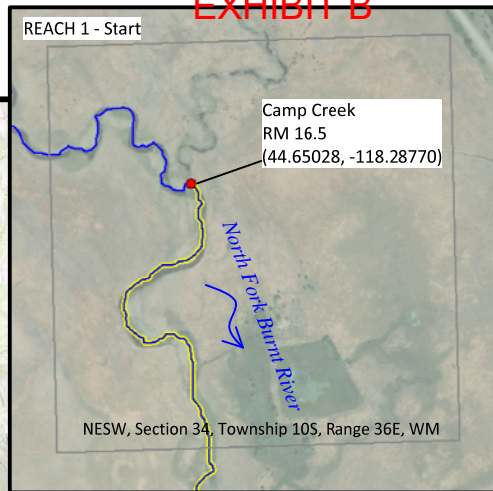 EXHIBIT B
REACH 1 - Start
Camp Creek
RM 16.5
(44.65028, -118.28770)
North Fork Burnt River
NESW, Section 34, Township 10S, Range 36E, WM